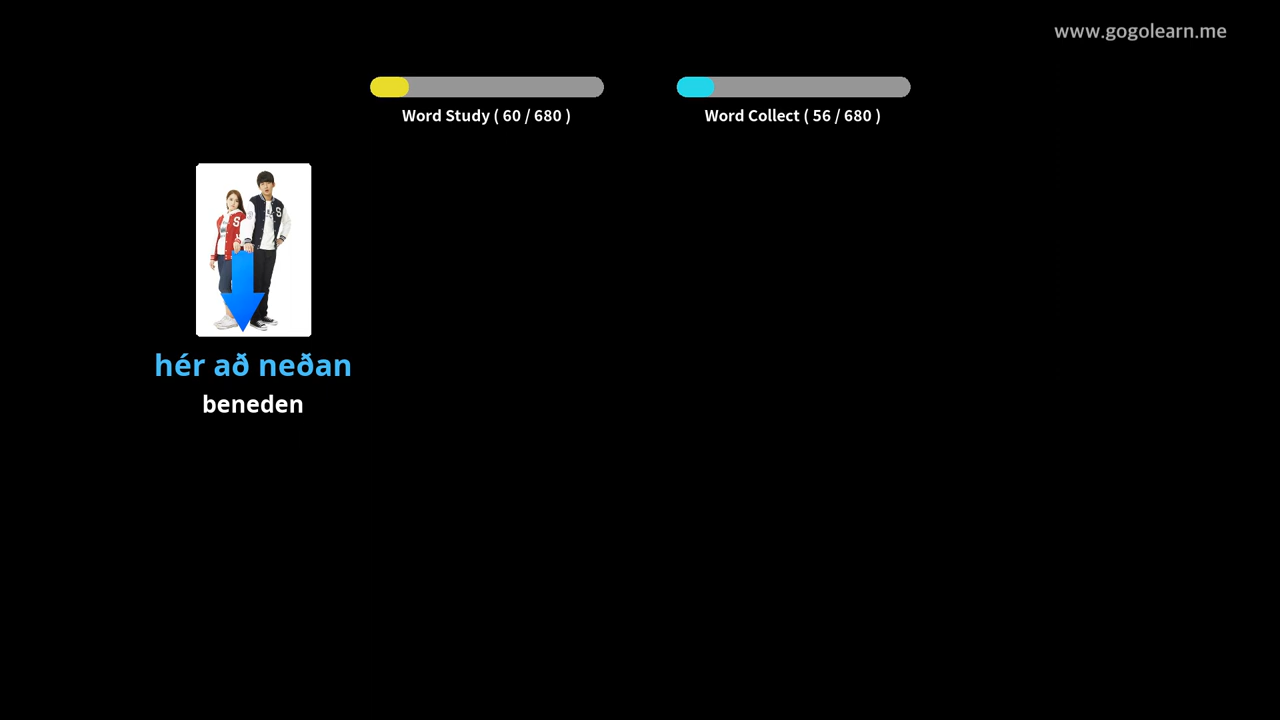 www.gogolearn.me
Word Study ( 60 / 680 )
Word Collect ( 56 / 680 )
S
S
hér að neðan
beneden